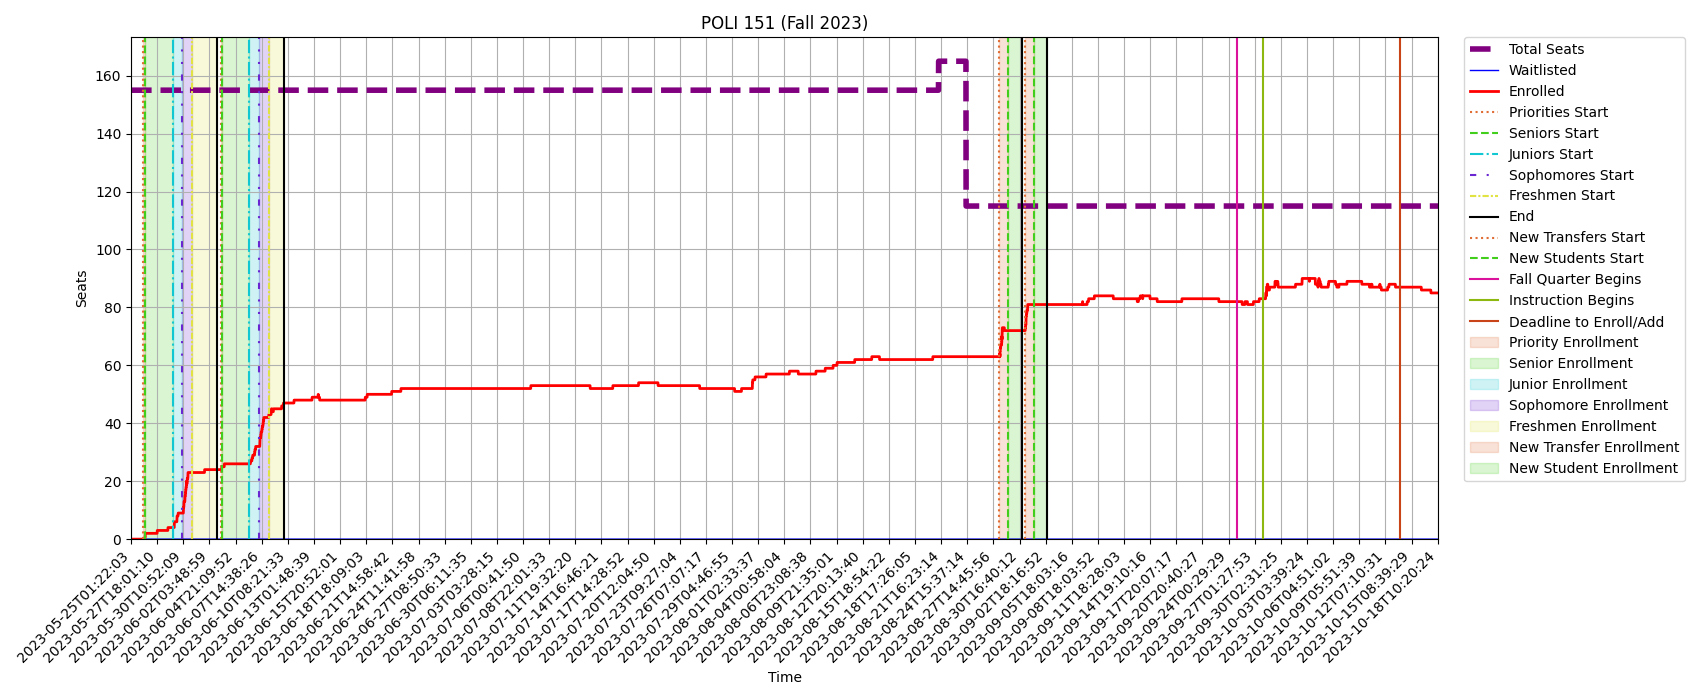 POLI 151 (Fall 2023)
Seats
160
140
120
100
80
60
40
20
0
2023-05-25T01:22:03
2023-05-27T18:01:10
2023-05-30T10:52:09
2023-06-02T03:48:59
2023-06-04T21:09:52
2023-06-07T14:38:26
2023-06-10T08:21:33
2023-06-13T01:48:39
2023-06-15T20:52:01
2023-06-18T18:09:03
2023-06-21T14:58:42
2023-06-24T11:41:58
2023-06-27T08:50:33
2023-06-30T06:11:35
2023-07-03T03:28:15
2023-07-06T00:41:50
2023-07-08T22:01:33
2023-07-11T19:32:20
2023-07-14T16:46:21
2023-07-17T14:28:52
2023-07-20T12:04:50
2023-07-23T09:27:04
2023-07-26T07:07:17
2023-07-29T04:46:55
2023-08-01T02:33:37
2023-08-04T00:58:04
2023-08-06T23:08:38
2023-08-09T21:35:01
2023-08-12T20:13:40
2023-08-15T18:54:22
2023-08-18T17:26:05
2023-08-21T16:23:14
2023-08-24T15:37:14
2023-08-27T14:45:56
2023-08-30T16:40:12
2023-09-02T18:16:52
2023-09-05T18:03:16
2023-09-08T18:03:52
2023-09-11T18:28:03
2023-09-14T19:10:16
2023-09-17T20:07:17
2023-09-20T20:40:27
2023-09-24T00:29:29
2023-09-27T01:27:53
2023-09-30T02:31:25
2023-10-03T03:39:24
2023-10-06T04:51:02
2023-10-09T05:51:39
2023-10-12T07:10:31
2023-10-15T08:39:29
2023-10-18T10:20:24
Time
Total Seats
Waitlisted
Enrolled
Priorities Start
Seniors Start
Juniors Start
Sophomores Start
Freshmen Start
End
New Transfers Start
New Students Start
Fall Quarter Begins
Instruction Begins
Deadline to Enroll/Add
Priority Enrollment
Senior Enrollment
Junior Enrollment
Sophomore Enrollment
Freshmen Enrollment
New Transfer Enrollment
New Student Enrollment